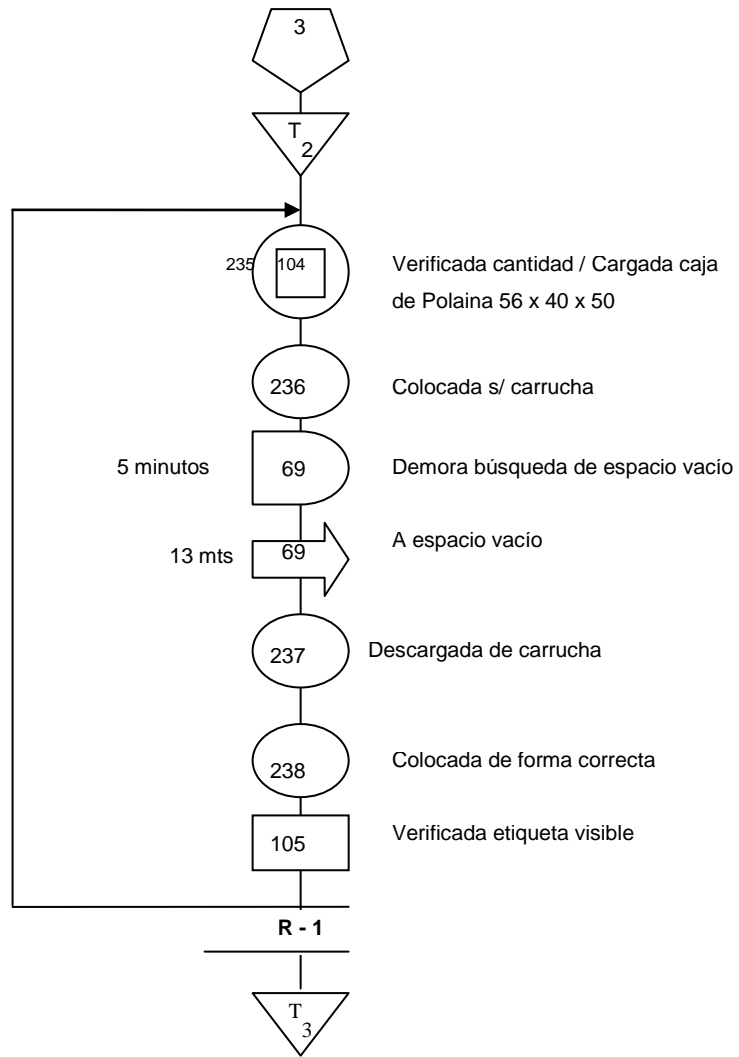 3
T
2
235 104
Verificada cantidad / Cargada caja
de Polaina 56 x 40 x 50
236
Colocada s/ carrucha
5 minutos
69
Demora búsqueda de espacio vacío
13 mts
69
A espacio vacío
237
Descargada de carrucha
238
Colocada de forma correcta
105
Verificada etiqueta visible
R - 1
T
3